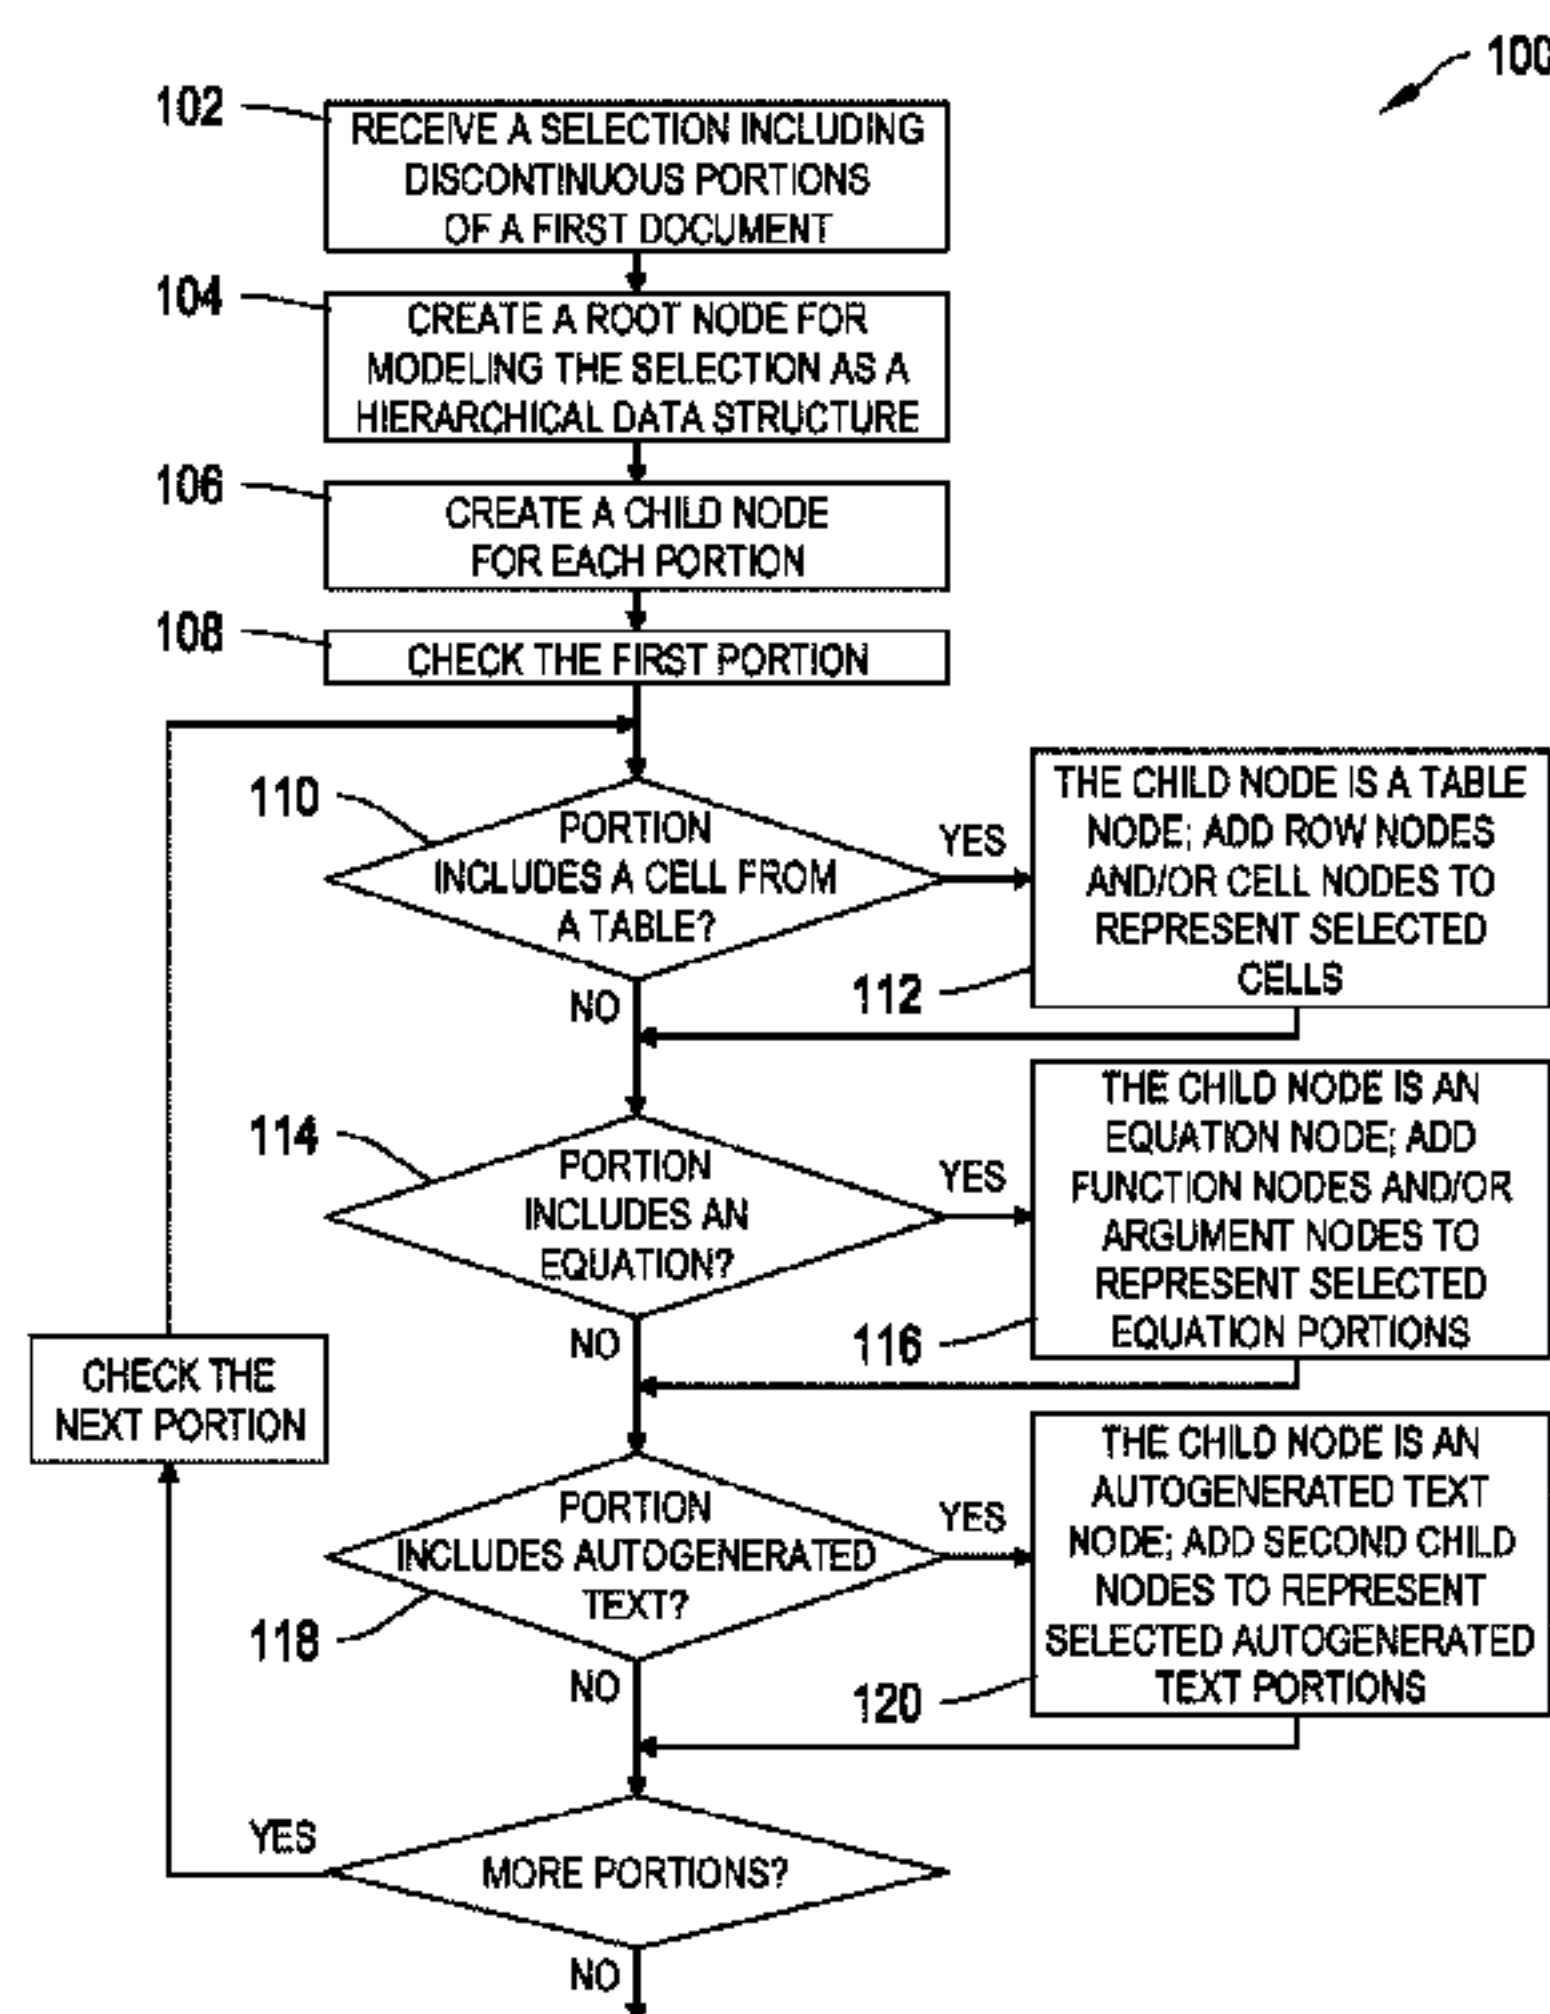 100
102
RECEIVE A SELECTION INCLUDING
DISCONTINUOUS PORTIONS
OF A FIRST DOCUMENT
104
CREATE A ROOT NODE FOR
MODELING THE SELECTION AS A
HIERARCHICAL DATA STRUCTURE
106
CREATE A CHILD NODE
FOR EACH PORTION
108
CHECK THE FIRST PORTION
110
PORTION
INCLUDES A CELL FROM
A TABLE?
YES
NO
THE CHILD NODE IS A TABLE
NODE; ADD ROW NODES
AND/OR CELL NODES TO
REPRESENT SELECTED
CELLS
112
114
PORTION
INCLUDES AN
EQUATION?
YES
NO
THE CHILD NODE IS AN
EQUATION NODE; ADD
FUNCTION NODES AND/OR
ARGUMENT NODES TO
REPRESENT SELECTED
EQUATION PORTIONS
116
CHECK THE
NEXT PORTION
PORTION
INCLUDES AUTOGENERATED
TEXT?
118
YES
NO
THE CHILD NODE IS AN
AUTOGENERATED TEXT
NODE; ADD SECOND CHILD
NODES TO REPRESENT
SELECTED AUTOGENERATED
TEXT PORTIONS
120
YES
MORE PORTIONS?
NO